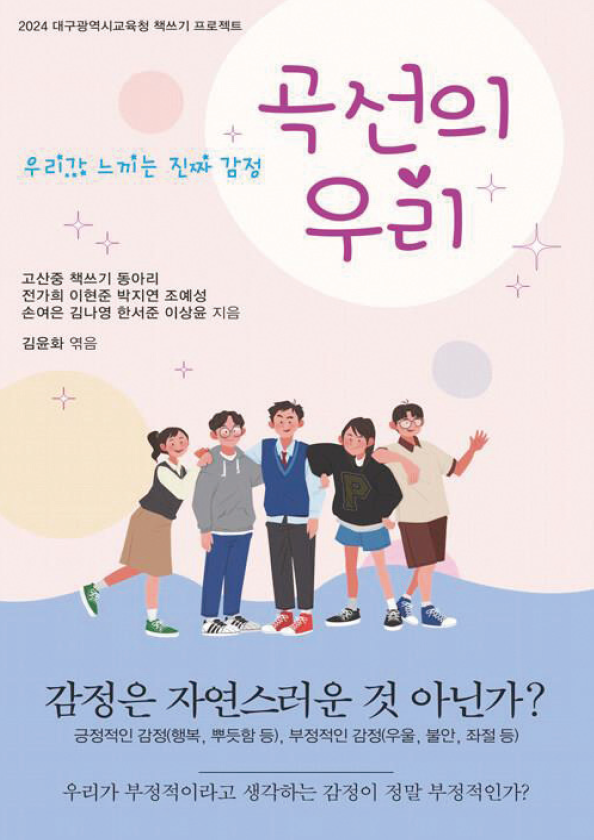 2024 대구광역시교육청 책쓰기 프로젝트
곡선의
우리
우리가 느끼는 진짜 감정
고산중 책쓰기 동아리
전가희 이현준 박지연 조예성
손여은 김나영 한서준 이상윤 지음
김윤화 엮음
P
감정은 자연스러운 것 아닌가?
긍정적인 감정(행복, 뿌듯함 등), 부정적인 감정(우울, 불안, 좌절 등)
우리가 부정적이라고 생각하는 감정이 정말 부정적인가?